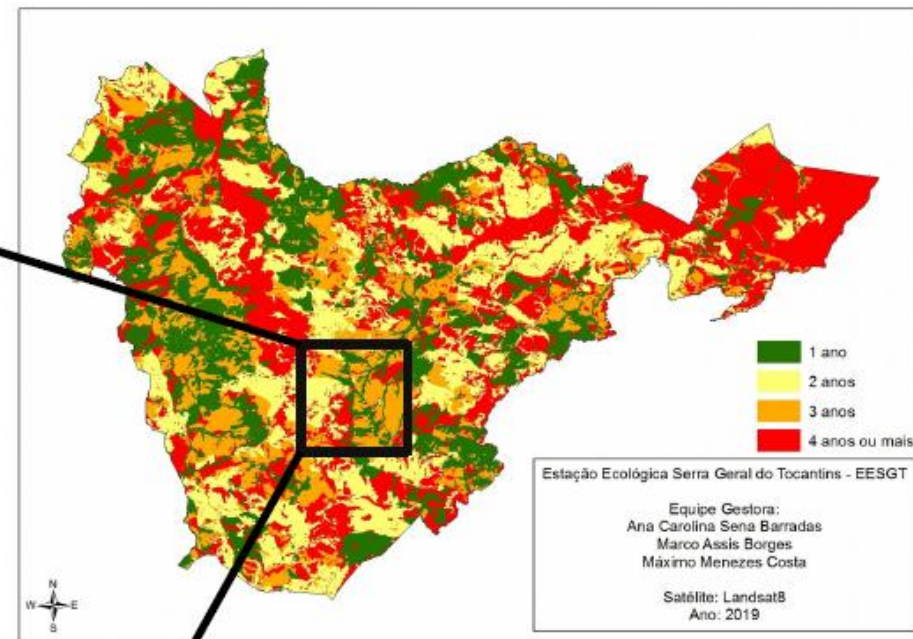 1 ano
2 anos
3 anos
4 anos ou mais
Estação Ecológica Serra Geral do Tocantins - EESGT
Equipe Gestora:
Ana Carolina Sena Barradas
Marco Assis Borges
Máximo Menezes Costa
Satélite: Landsat8
Ano: 2019
N
W E
S